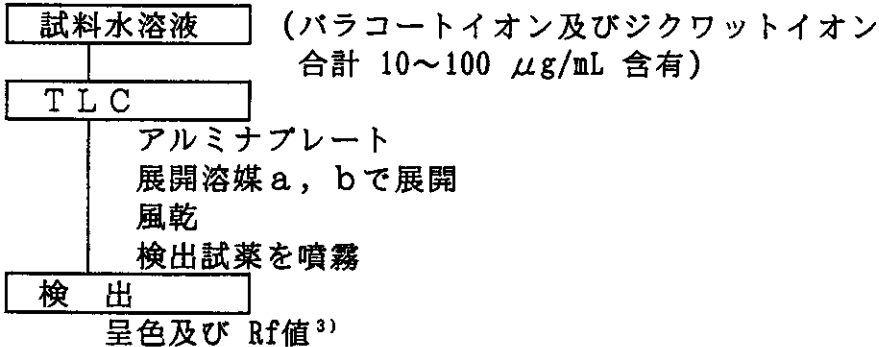 試料水溶液 (パラコートイオン及びジクワットイオン
合計 10～100 μg/mL 含有)
TLC
アルミナプレート
展開溶媒a，bで展開
風乾
検出試薬を噴霧
検 出
呈色及び Rf値³⁾